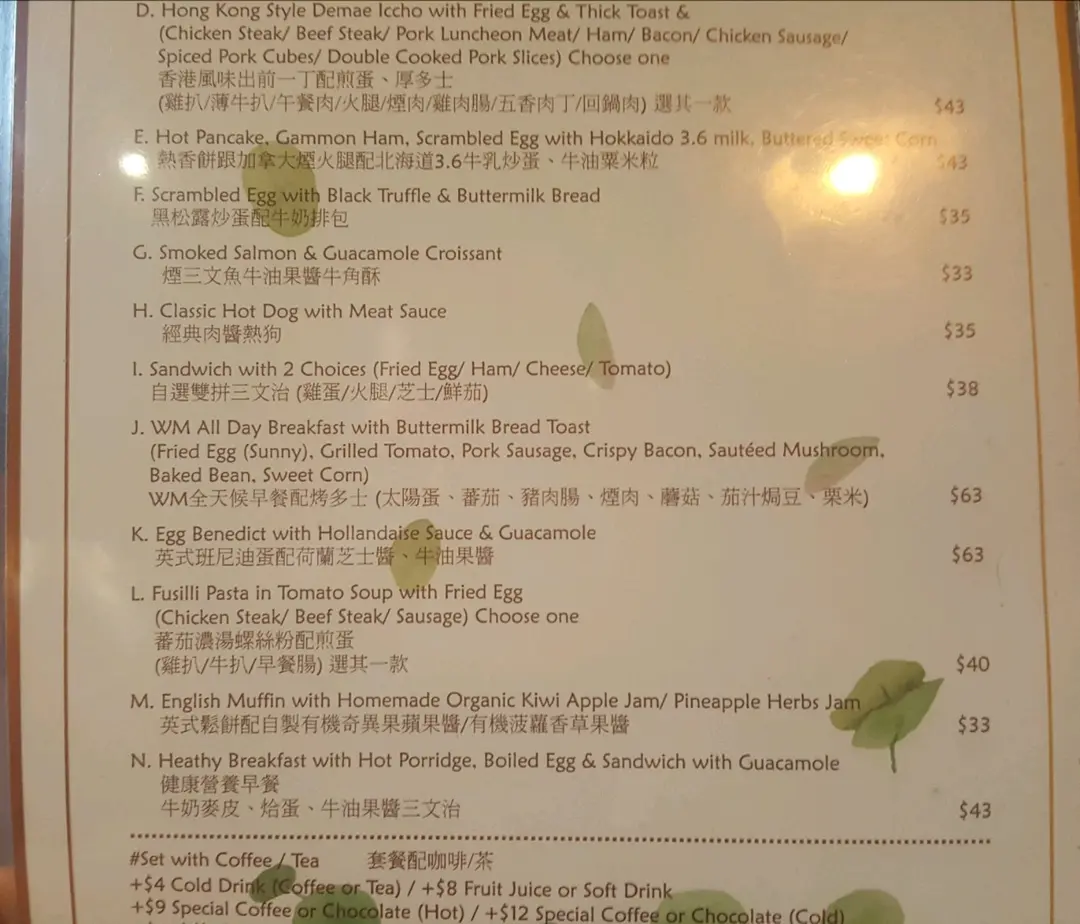 D. Hong Kong Style Demae Iccho with Fried Egg & Thick Toast &
(Chicken Steak/ Beef Steak/ Pork Luncheon Meat/ Ham/ Bacon/ Chicken Sausage/
Spiced Pork Cubes/ Double Cooked Pork Slices) Choose one
香港風味出前一丁配煎蛋、厚多士
(雞扒/薄牛扒/午餐肉/火腿/煙肉/雞肉腸/五香肉丁/回鍋肉) 選其一款 $43
E. Hot Pancake, Gammon Ham, Scrambled Egg with Hokkaido 3.6 milk, Buttered Sweet Corn
熱香餅跟加拿大煙火腿配北海道3.6牛乳炒蛋、牛油粟米粒 $43
F. Scrambled Egg with Black Truffle & Buttermilk Bread
黑松露炒蛋配牛奶排包 $35
G. Smoked Salmon & Guacamole Croissant
煙三文魚牛油果醬牛角酥 $33
H. Classic Hot Dog with Meat Sauce
經典肉醬熱狗 $35
I. Sandwich with 2 Choices (Fried Egg/ Ham/ Cheese/ Tomato)
自選雙拼三文治 (雞蛋/火腿/芝士/鮮茄) $38
J. WM All Day Breakfast with Buttermilk Bread Toast
(Fried Egg (Sunny), Grilled Tomato, Pork Sausage, Crispy Bacon, Sautéed Mushroom,
Baked Bean, Sweet Corn)
WM全天候早餐配烤多士 (太陽蛋、蕃茄、豬肉腸、煙肉、蘑菇、茄汁焗豆、栗米) $63
K. Egg Benedict with Hollandaise Sauce & Guacamole
英式班尼迪蛋配荷蘭芝士醬、牛油果醬 $63
L. Fusilli Pasta in Tomato Soup with Fried Egg
(Chicken Steak/ Beef Steak/ Sausage) Choose one
蕃茄濃湯螺絲粉配煎蛋
(雞扒/牛扒/早餐腸) 選其一款 $40
M. English Muffin with Homemade Organic Kiwi Apple Jam/ Pineapple Herbs Jam
英式鬆餅配自製有機奇異果蘋果醬/有機菠蘿香草果醬 $33
N. Heathy Breakfast with Hot Porridge, Boiled Egg & Sandwich with Guacamole
健康營養早餐
牛奶麥皮、烚蛋、牛油果醬三文治 $43
#Set with Coffee / Tea 套餐配咖啡/茶
+$4 Cold Drink (Coffee or Tea) / +$8 Fruit Juice or Soft Drink
+$9 Special Coffee or Chocolate (Hot) / +$12 Special Coffee or Chocolate (Cold)